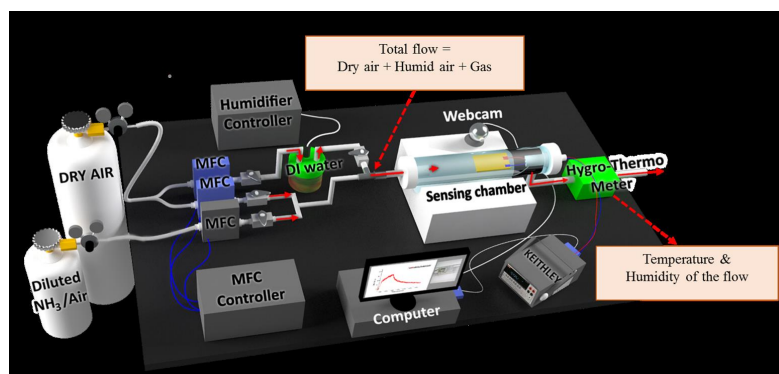 Total flow =
Dry air + Humid air + Gas
Humidifier
Controller
Webcam
MFC
MFC
MFC
DI water
DRY AIR
Sensing chamber
Hygro-Thermo
Meter
Diluted
NH3/Air
MFC
Controller
Computer
KEITHLEY
Temperature &
Humidity of the flow